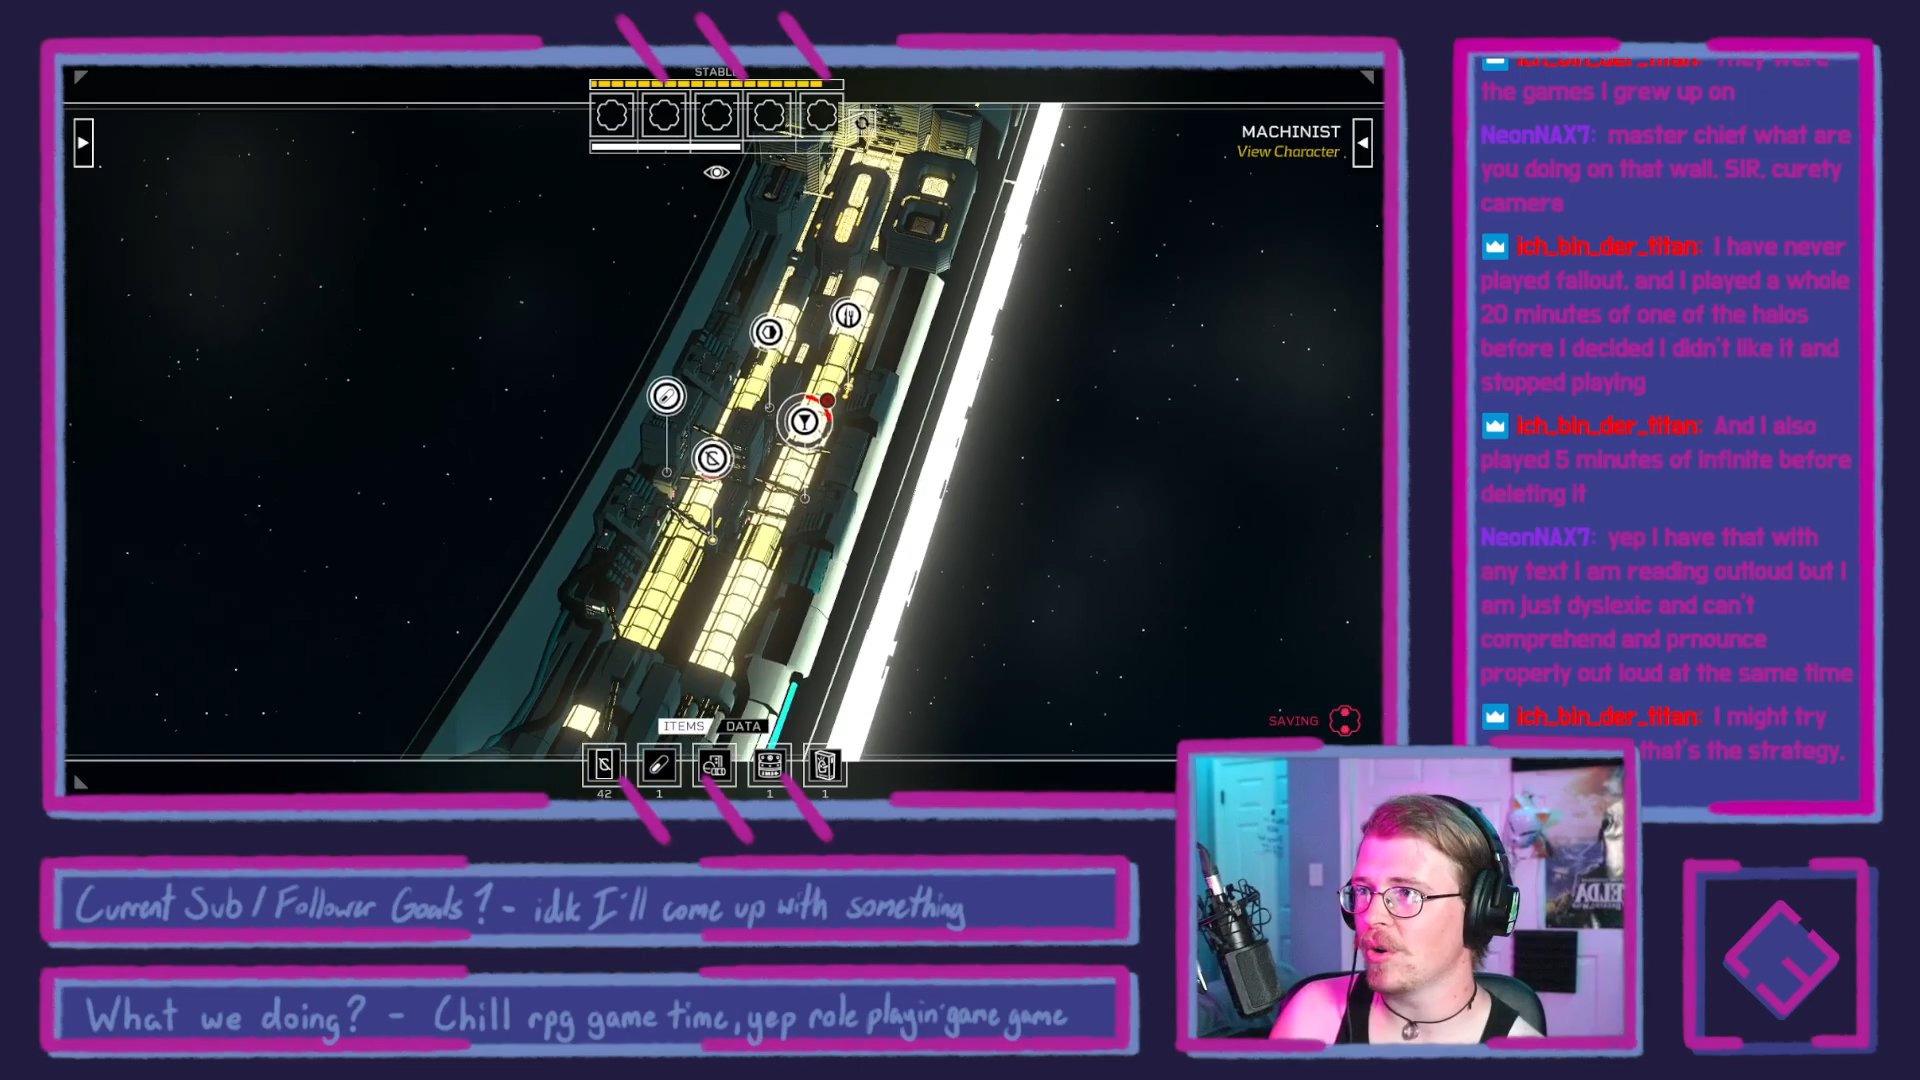 STABLE
MACHINIST
View Character
SAVING
ITEMS DATA
42 1 1 1
ich_bin_der_titan: They were
the games I grew up on
NeonNAX7: master chief what are
you doing on that wall, SIR, curety
camera
ich_bin_der_titan: I have never
played fallout, and I played a whole
20 minutes of one of the halos
before I decided I didn't like it and
stopped playing
ich_bin_der_titan: And I also
played 5 minutes of infinite before
deleting it
NeonNAX7: yep I have that with
any text I am reading outloud but I
am just dyslexic and can't
comprehend and prnounce
properly out loud at the same time
ich_bin_der_titan: I might try
that's the strategy.
Current Sub / Follower Goals? - idk I'll come up with something
What we doing? - Chill rpg game time, yep role playin' game game